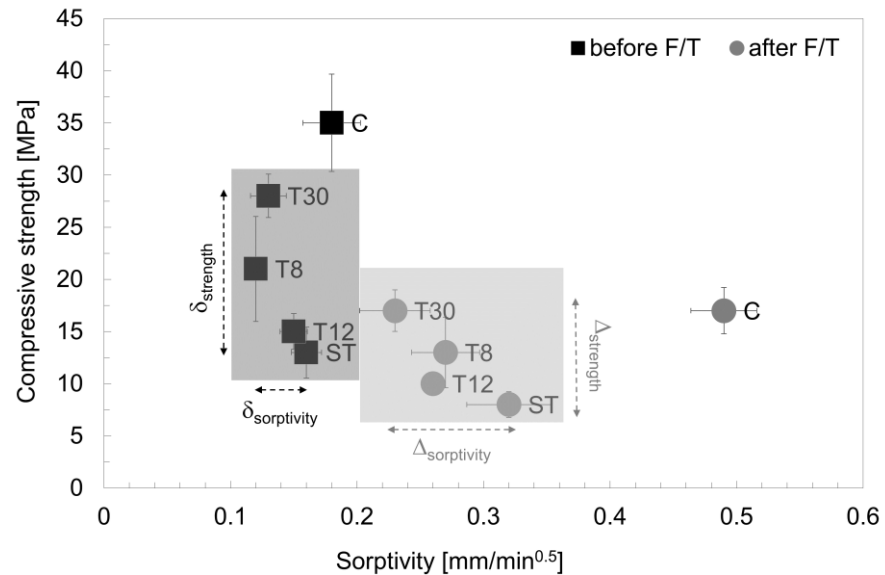 45
40
35
30
25
20
15
10
5
0
Compressive strength [MPa]
before F/T after F/T
C
T30
T8
T12
ST
δstrength
δsorptivity
T30
T8
T12
ST
C
Δstrength
Δsorptivity
0 0.1 0.2 0.3 0.4 0.5 0.6
Sorptivity [mm/min0.5]